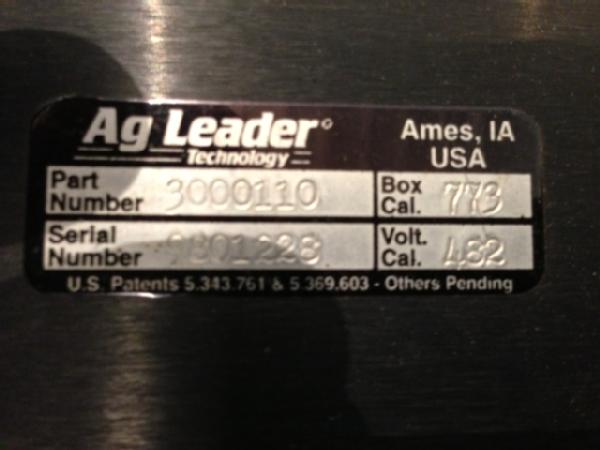 Ag Leader
Technology
Ames, IA
USA
Part Number 3000110
Box Cal. 773
Serial Number
Volt. Cal. 482
U.S. Patents 5.343.761 & 5.369.603 - Others Pending